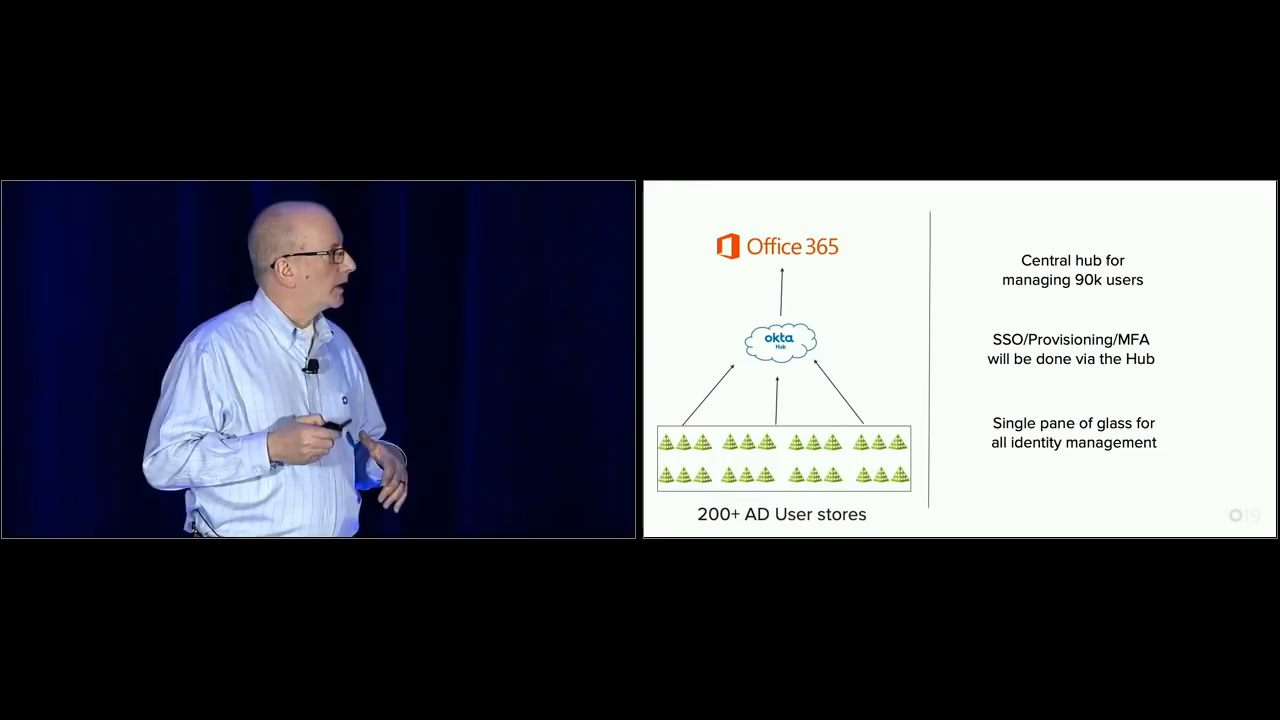 Office 365
okta
Hub
200+ AD User stores
Central hub for
managing 90k users
SSO/Provisioning/MFA
will be done via the Hub
Single pane of glass for
all identity management
O19